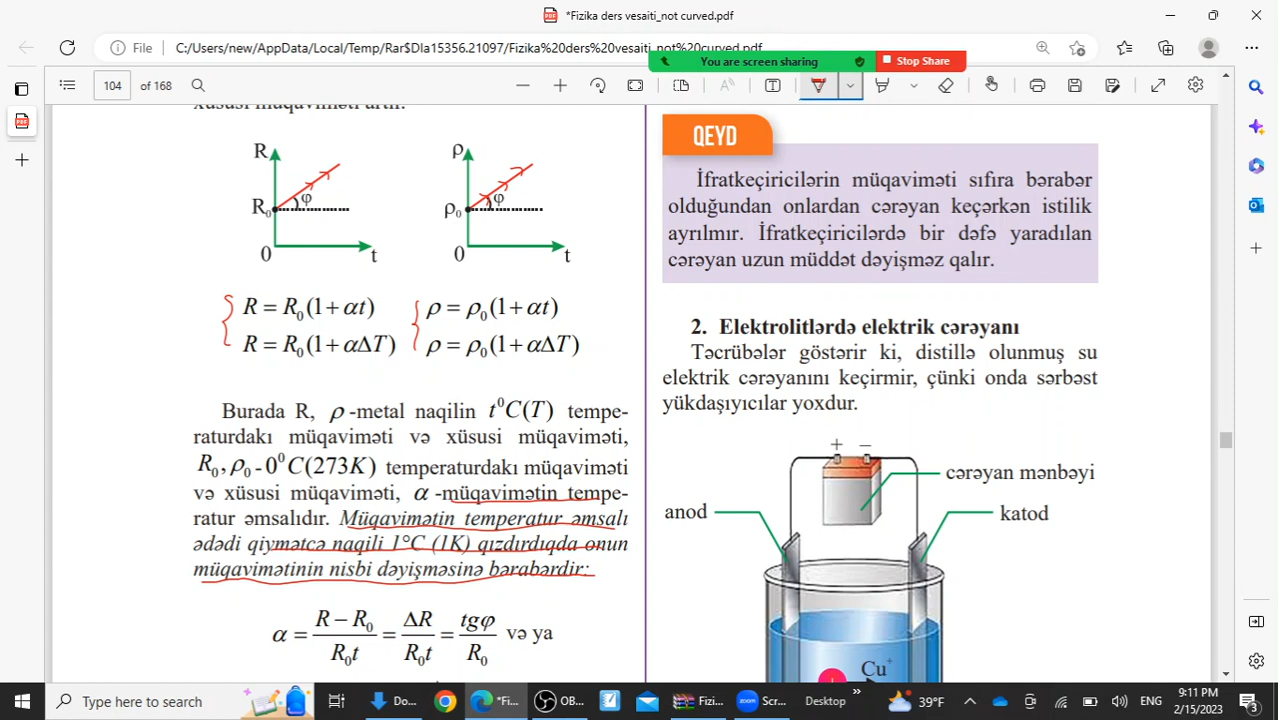 *Fizika ders vesaiti_not curved.pdf
File
C:/Users/new/AppData/Local/Temp/Rar$DIa15356.21097/Fizika%20ders%20vesaiti_not%20curved.pdf
You are screen sharing
Stop Share
104 of 168
xüsusi müqaviməti artır.
R
R₀
φ
0
t
ρ
ρ₀
φ
0
t
R = R₀(1+αt)
ρ = ρ₀(1+αt)
R = R₀(1+αΔT)
ρ = ρ₀(1+αΔT)
Burada R, ρ -metal naqilin t⁰C(T) tempe-
raturdakı müqaviməti və xüsusi müqaviməti,
R₀, ρ₀ - 0⁰C(273K) temperaturdakı müqaviməti
və xüsusi müqaviməti, α -müqavimətin tempe-
ratur əmsalıdır. Müqavimətin temperatur əmsalı
ədədi qiymətcə naqili 1°C (1K) qızdırdıqda onun
müqavimətinin nisbi dəyişməsinə bərabərdir:
α = (R − R₀)/(R₀t) = ΔR/(R₀t) = tgφ/R₀ və ya
QEYD
İfratkeçiricilərin müqaviməti sıfıra bərabər
olduğundan onlardan cərəyan keçərkən istilik
ayrılmır. İfratkeçiricilərdə bir dəfə yaradılan
cərəyan uzun müddət dəyişməz qalır.
2. Elektrolitlərdə elektrik cərəyanı
Təcrübələr göstərir ki, distillə olunmuş su
elektrik cərəyanını keçirmir, çünki onda sərbəst
yükdaşıyıcılar yoxdur.
+ −
cərəyan mənbəyi
anod
katod
Cu⁺
+
Type here to search
Do...
*Fi...
OB...
Fizi...
zoom
Scr...
Desktop
»
39°F
ENG
9:11 PM
2/15/2023
3